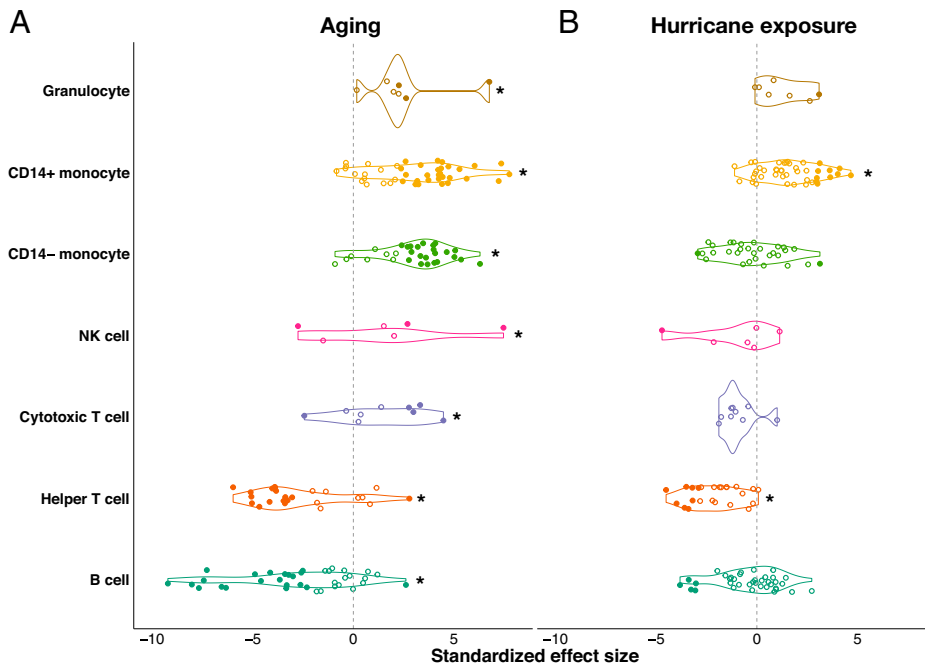 A
Aging
B
Hurricane exposure
Granulocyte
*
CD14+ monocyte
*
*
CD14− monocyte
*
NK cell
*
Cytotoxic T cell
*
Helper T cell
*
*
B cell
*
−10
−5
0
5
−10
−5
0
5
Standardized effect size